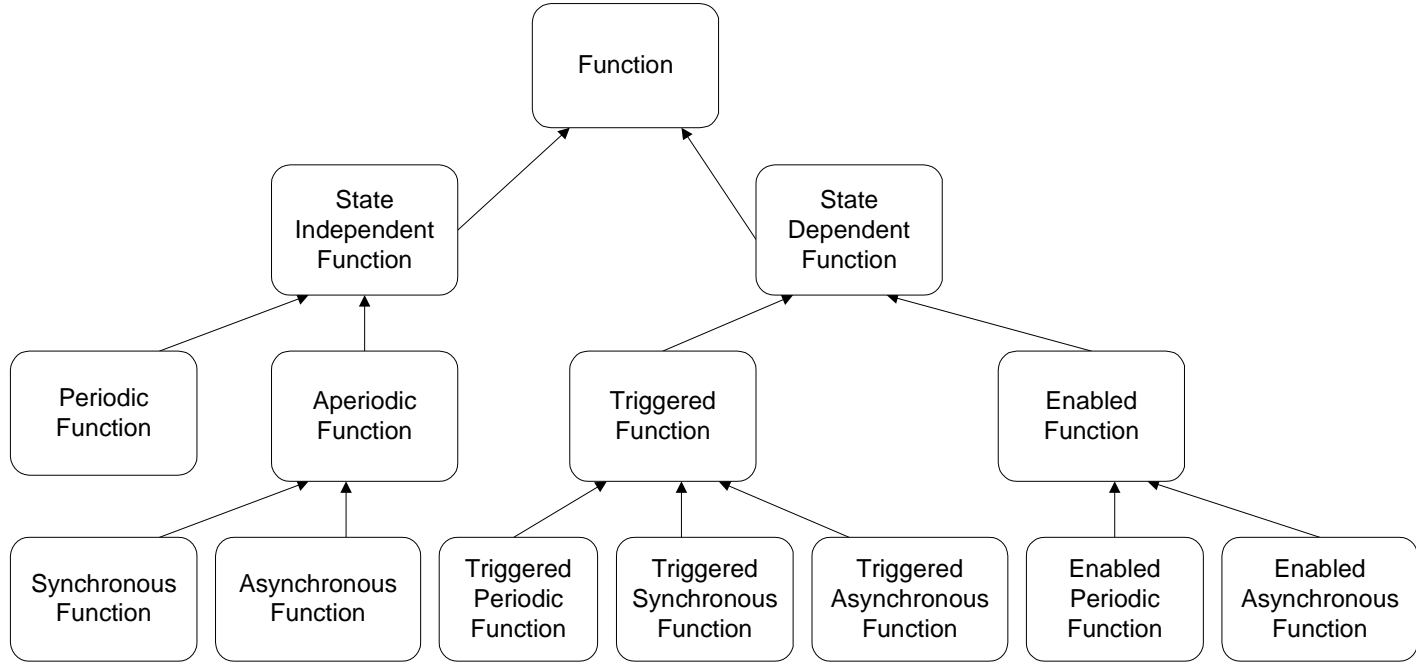 Function
State
Independent
Function
State
Dependent
Function
Periodic
Function
Aperiodic
Function
Triggered
Function
Enabled
Function
Synchronous
Function
Asynchronous
Function
Triggered
Periodic
Function
Triggered
Synchronous
Function
Triggered
Asynchronous
Function
Enabled
Periodic
Function
Enabled
Asynchronous
Function